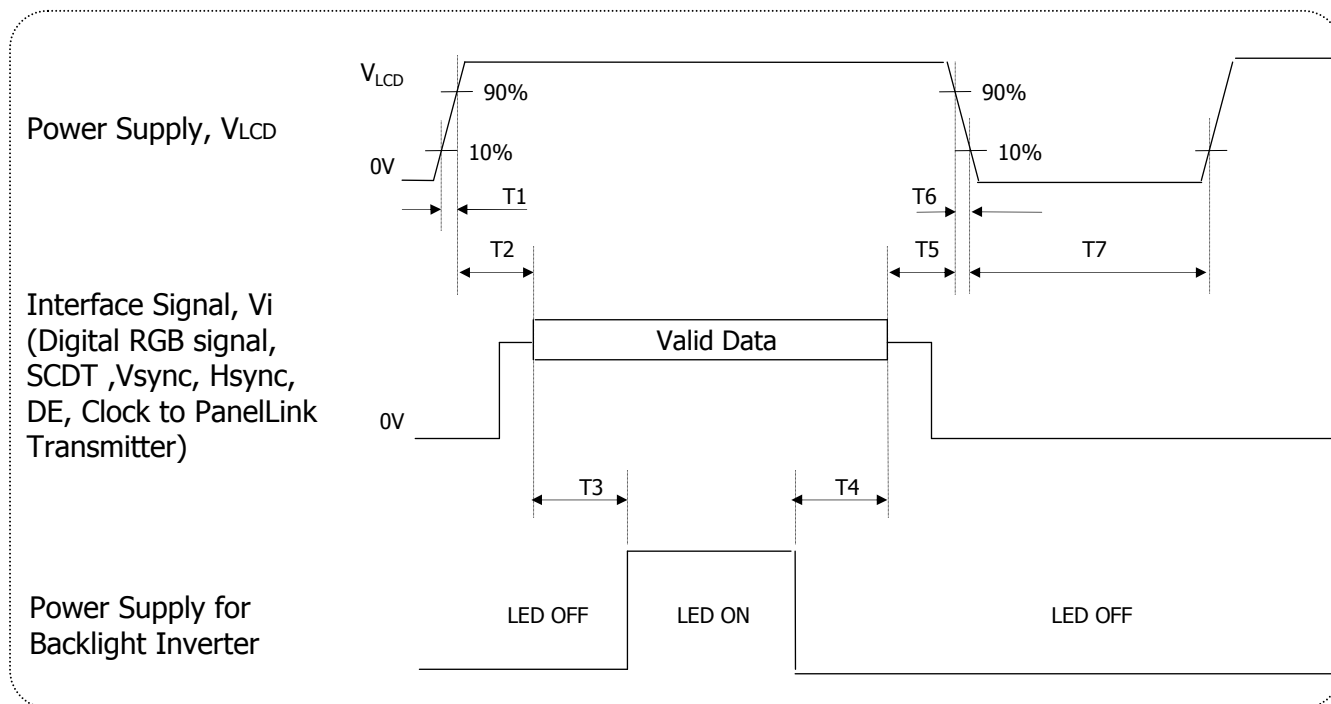 VLCD
90%
90%
Power Supply, VLCD
10%
10%
0V
T1
T6
T2
T5
T7
Interface Signal, Vi
(Digital RGB signal,
SCDT ,Vsync, Hsync,
DE, Clock to PanelLink
Transmitter)
Valid Data
0V
T3
T4
Power Supply for
Backlight Inverter
LED OFF
LED ON
LED OFF